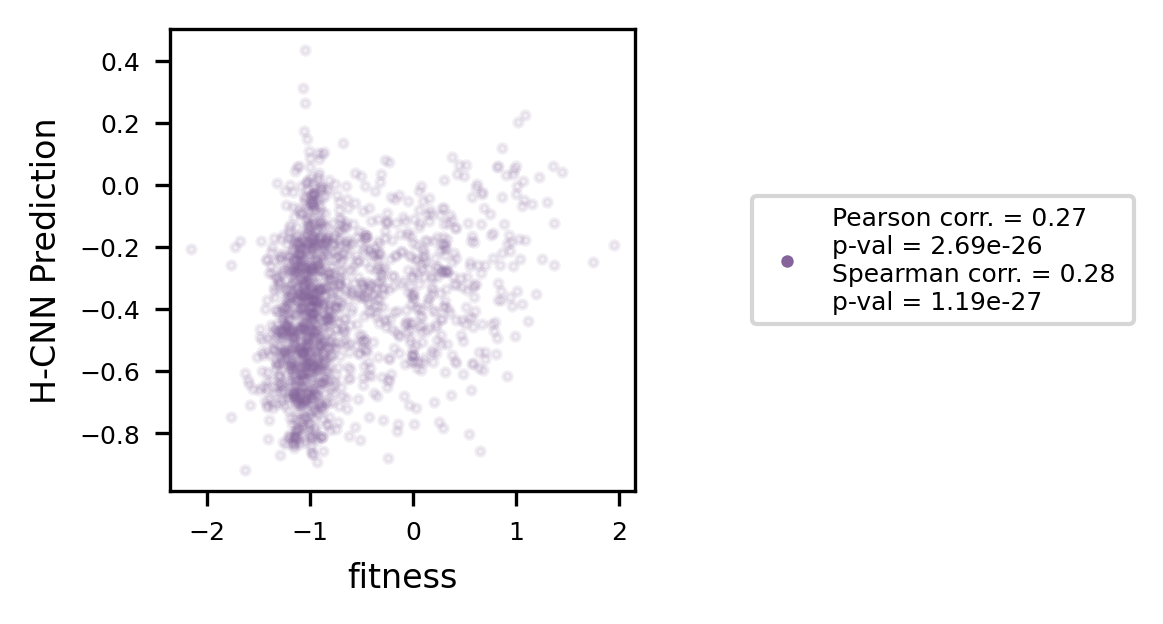 0.4
0.2
0.0
−0.2
−0.4
−0.6
−0.8
H-CNN Prediction
−2
−1
0
1
2
fitness
Pearson corr. = 0.27
p-val = 2.69e-26
Spearman corr. = 0.28
p-val = 1.19e-27